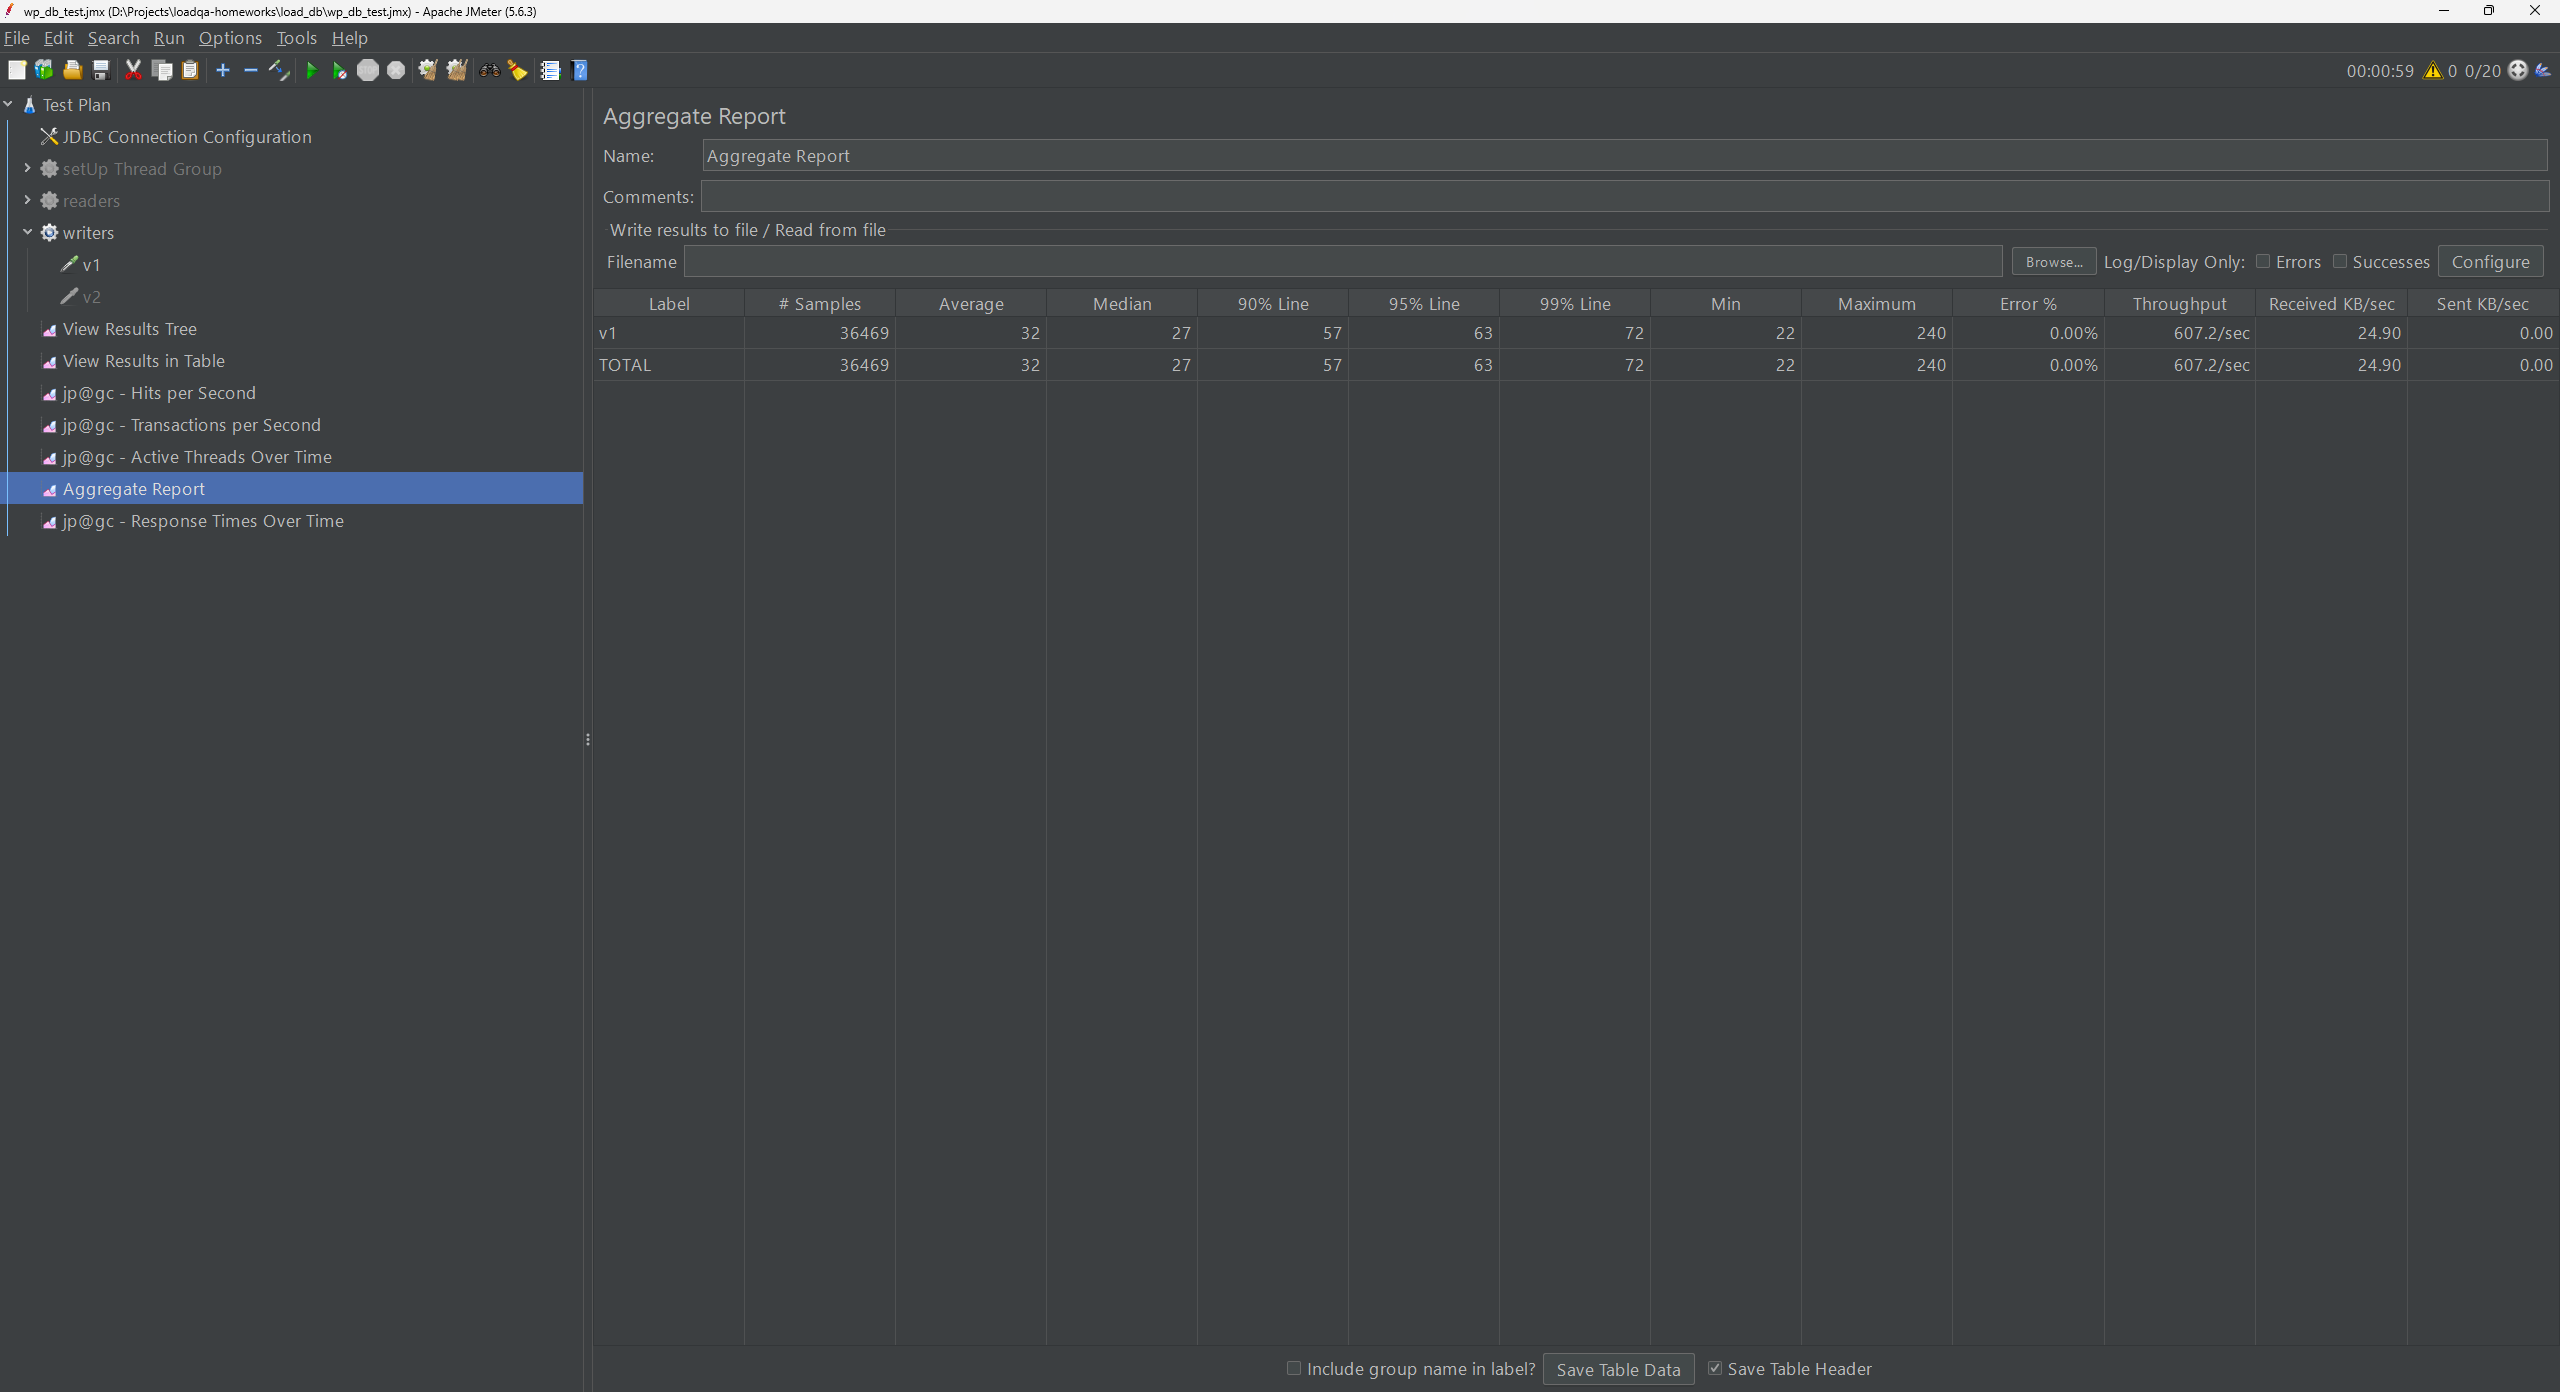 wp_db_test.jmx (D:\Projects\loadqa-homeworks\load_db\wp_db_test.jmx) - Apache JMeter (5.6.3)
File Edit Search Run Options Tools Help
00:00:59 0 0/20
Test Plan
JDBC Connection Configuration
setUp Thread Group
readers
writers
v1
v2
View Results Tree
View Results in Table
jp@gc - Hits per Second
jp@gc - Transactions per Second
jp@gc - Active Threads Over Time
Aggregate Report
jp@gc - Response Times Over Time
Aggregate Report
Name: Aggregate Report
Comments:
Write results to file / Read from file
Filename Browse... Log/Display Only: Errors Successes Configure
Label # Samples Average Median 90% Line 95% Line 99% Line Min Maximum Error % Throughput Received KB/sec Sent KB/sec
v1 36469 32 27 57 63 72 22 240 0.00% 607.2/sec 24.90 0.00
TOTAL 36469 32 27 57 63 72 22 240 0.00% 607.2/sec 24.90 0.00
Include group name in label? Save Table Data Save Table Header